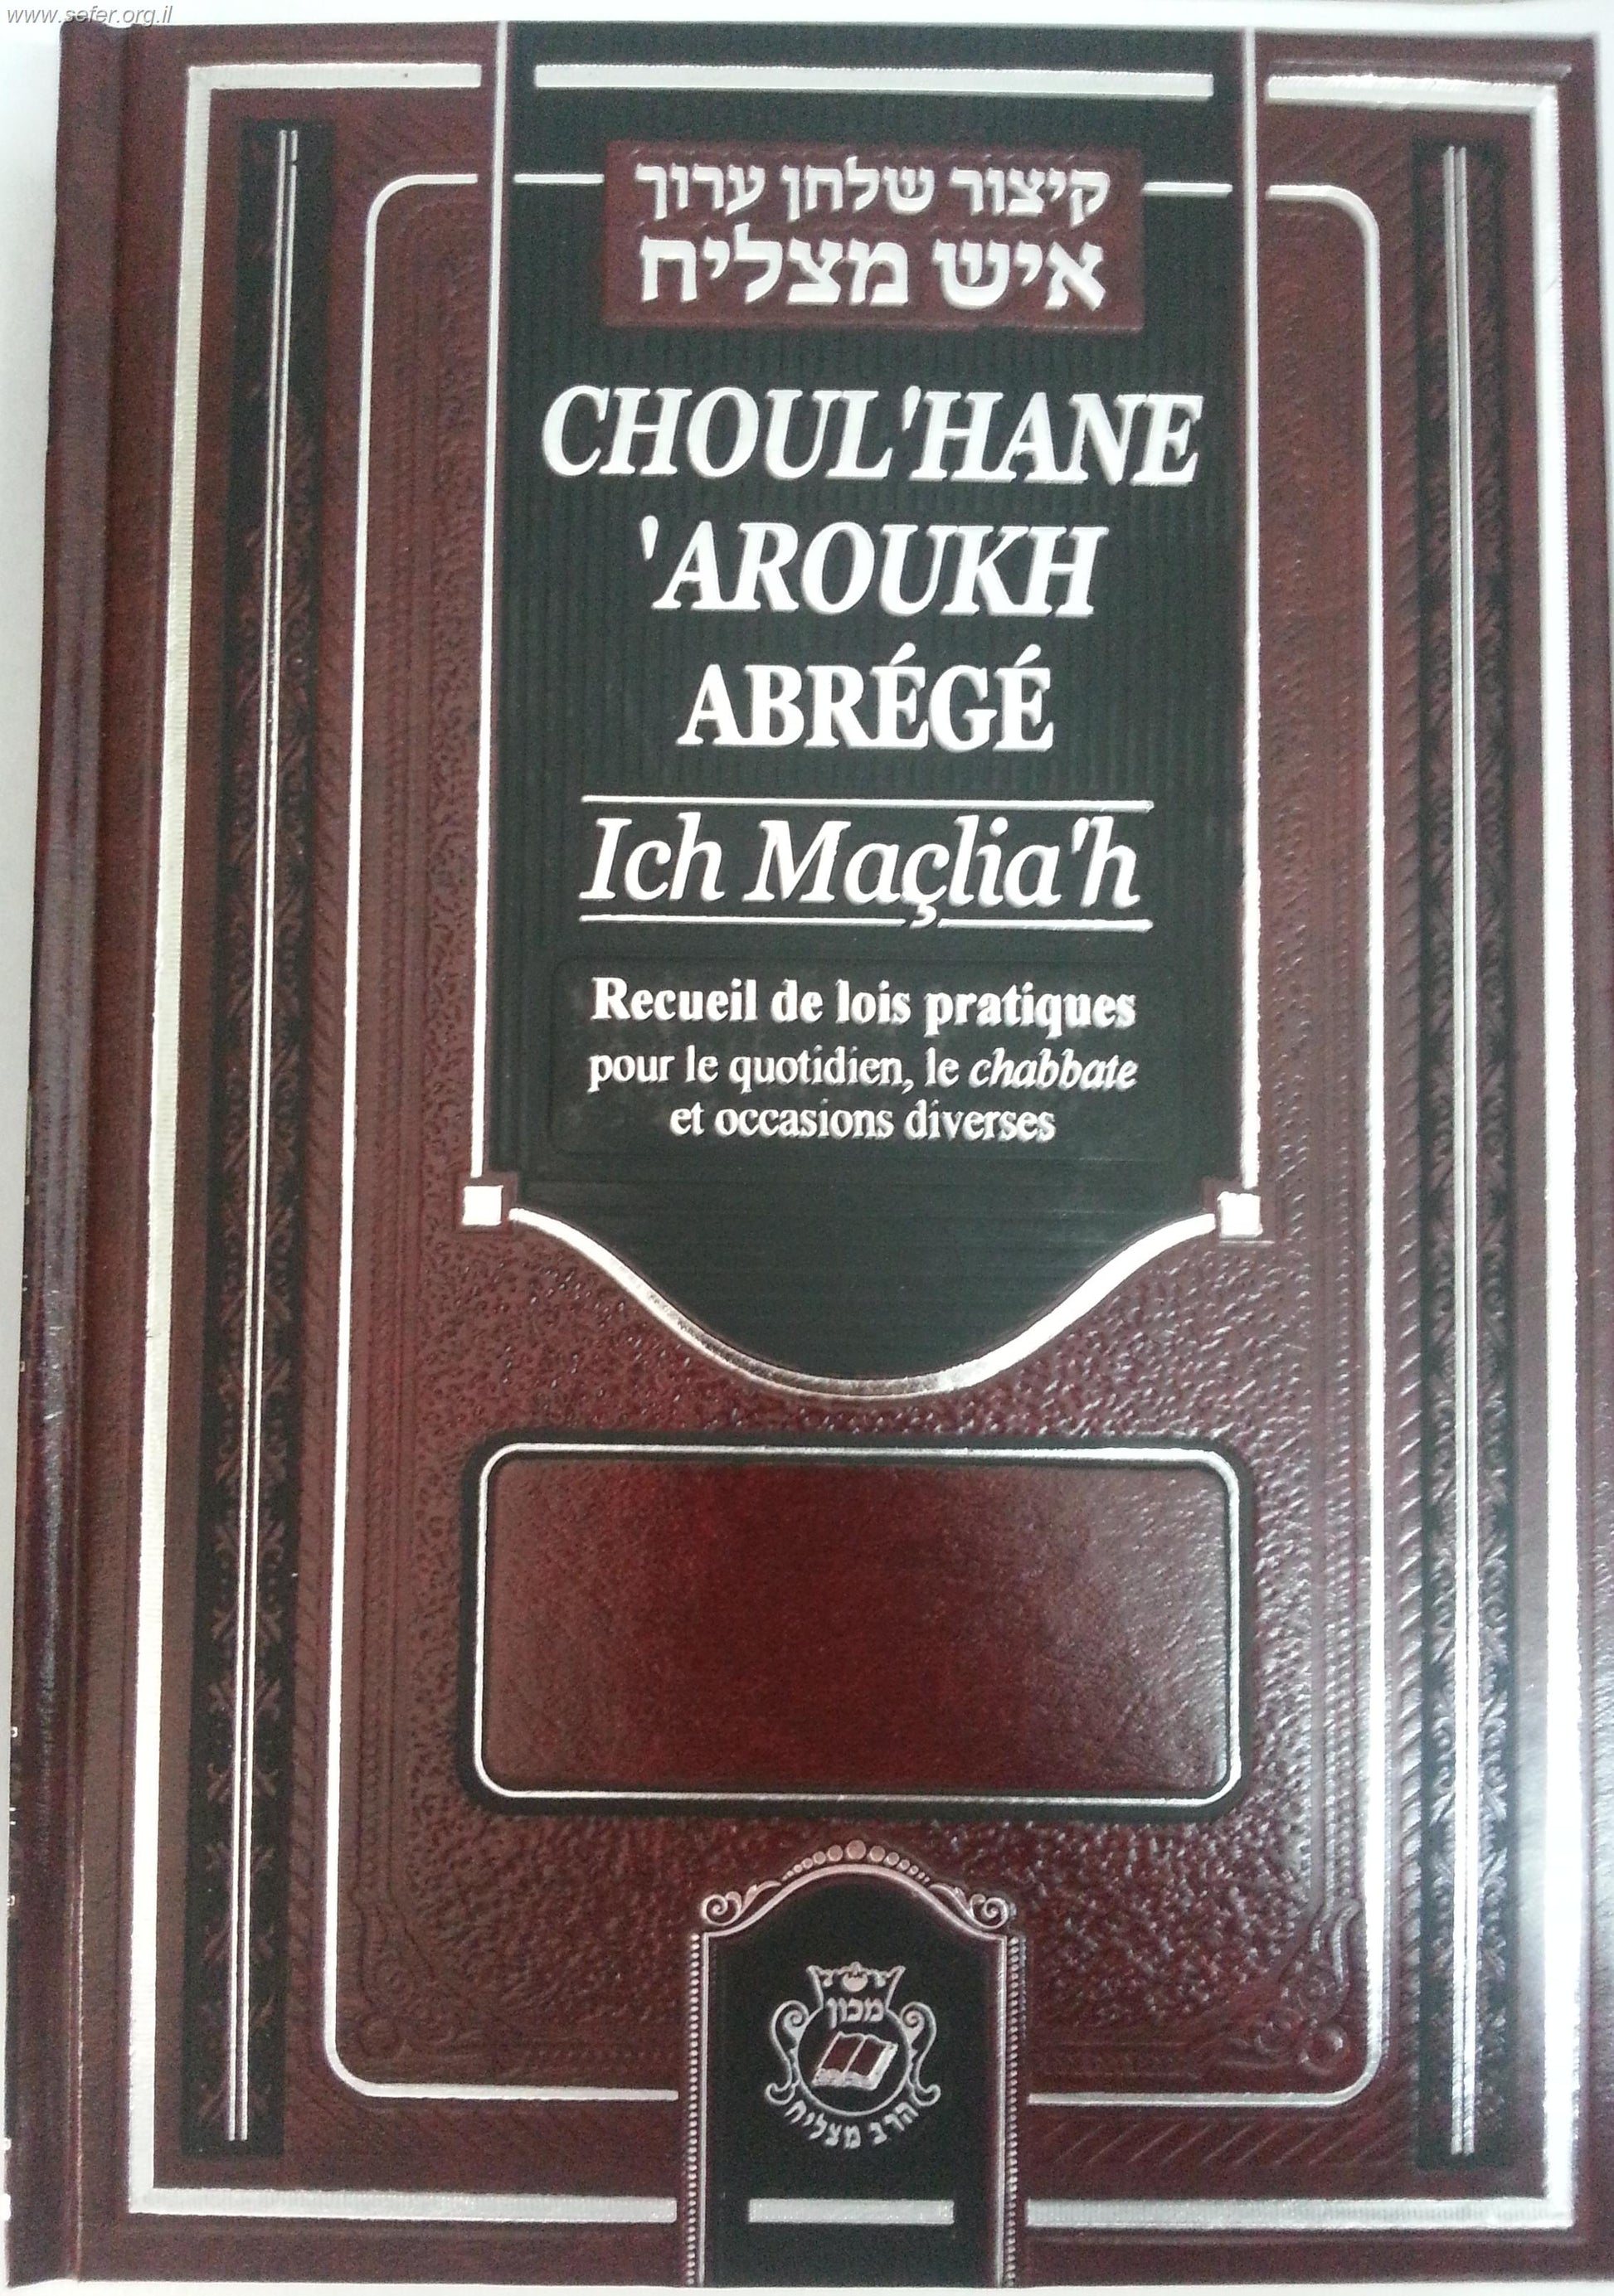 www.sefer.org.il
קיצור שלחן ערוך
איש מצליח
CHOUL'HANE
'AROUKH
ABRÉGÉ
Ich Maçlia'h
Recueil de lois pratiques
pour le quotidien, le chabbate
et occasions diverses
מכון
הרב מצליח